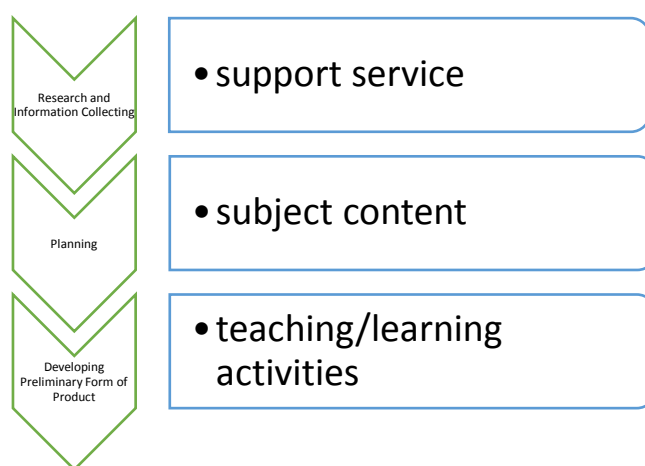 Research and
Information Collecting
• support service
Planning
• subject content
Developing
Preliminary Form of
Product
• teaching/learning
activities